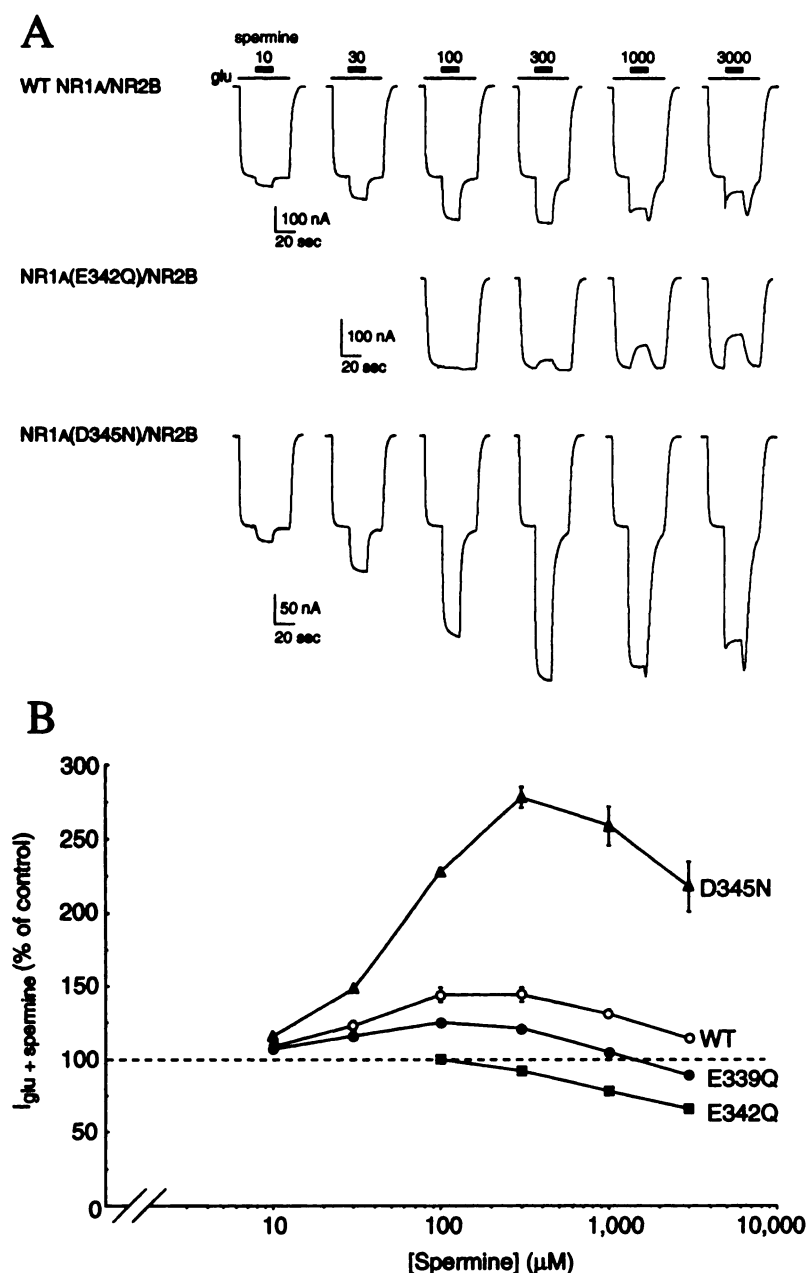 A
spermine
10 30 100 300 1000 3000
glu
WT NR1A/NR2B
100 nA
20 sec
NR1A(E342Q)/NR2B
100 nA
20 sec
NR1A(D345N)/NR2B
50 nA
20 sec
B
300
250
200
150
100
50
0
I glu + spermine (% of control)
D345N
WT
E339Q
E342Q
10 100 1,000 10,000
[Spermine] (µM)